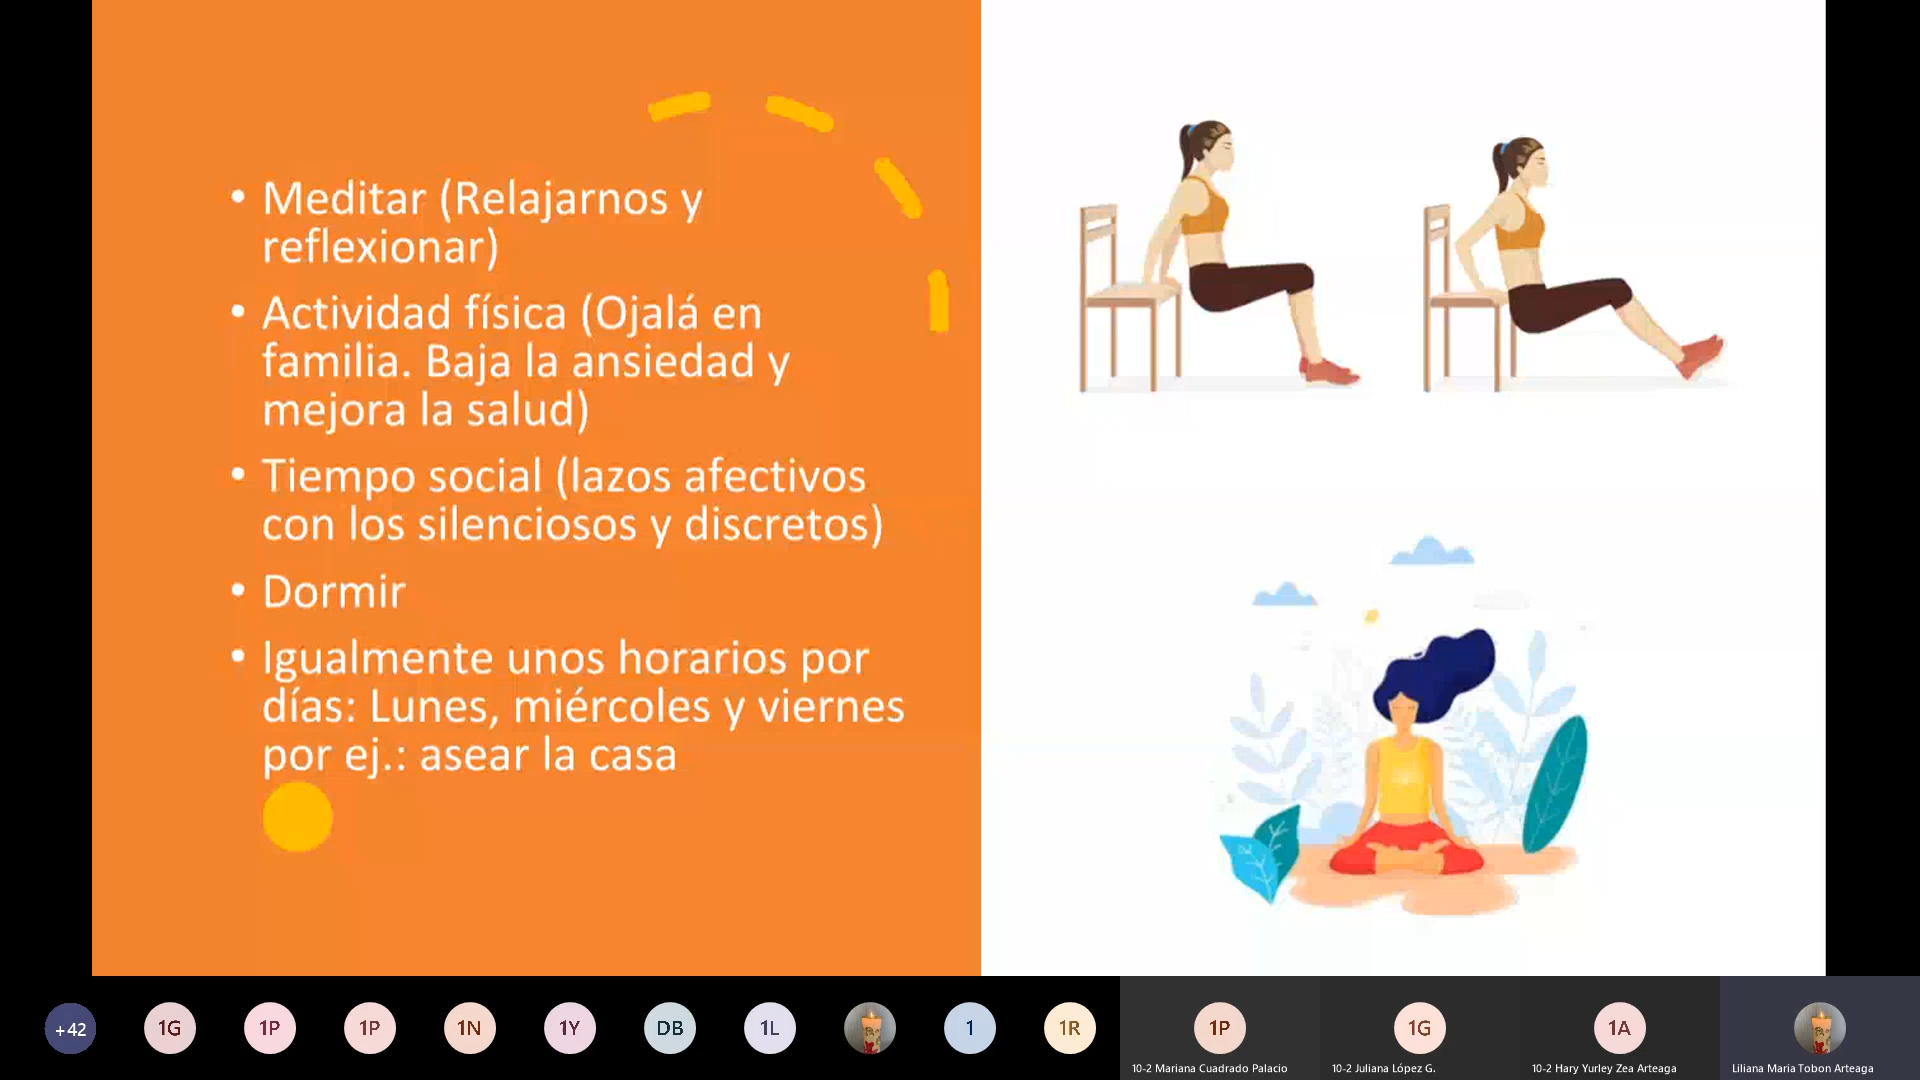 • Meditar (Relajarnos y
reflexionar)
• Actividad física (Ojalá en
familia. Baja la ansiedad y
mejora la salud)
• Tiempo social (lazos afectivos
con los silenciosos y discretos)
• Dormir
• Igualmente unos horarios por
días: Lunes, miércoles y viernes
por ej.: asear la casa
+42 1G 1P 1P 1N 1Y DB 1L 1 1R 1P 1G 1A
10-2 Mariana Cuadrado Palacio 10-2 Juliana López G. 10-2 Hary Yurley Zea Arteaga Liliana Maria Tobon Arteaga